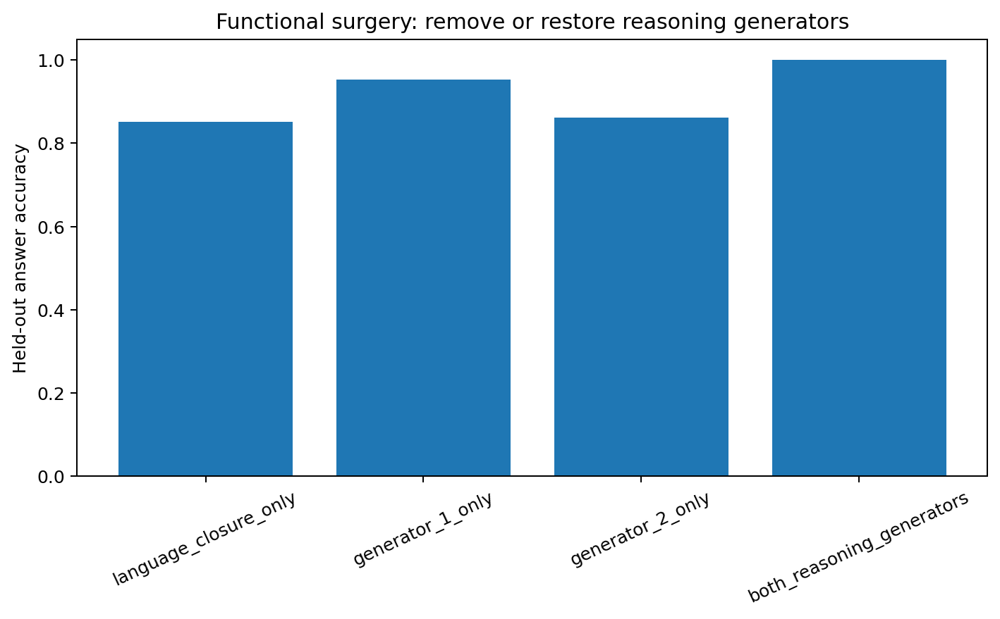 Functional surgery: remove or restore reasoning generators
Held-out answer accuracy
1.0
0.8
0.6
0.4
0.2
0.0
language_closure_only
generator_1_only
generator_2_only
both_reasoning_generators